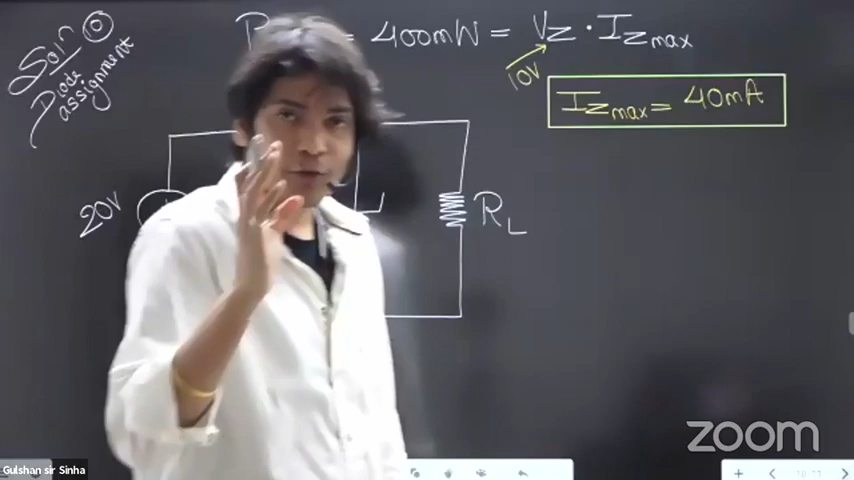 Solⁿ 10
Diode
assignment
P = 400mW = Vz · Izmax
10V
Izmax = 40mA
20V
RL
zoom
Gulshan sir Sinha